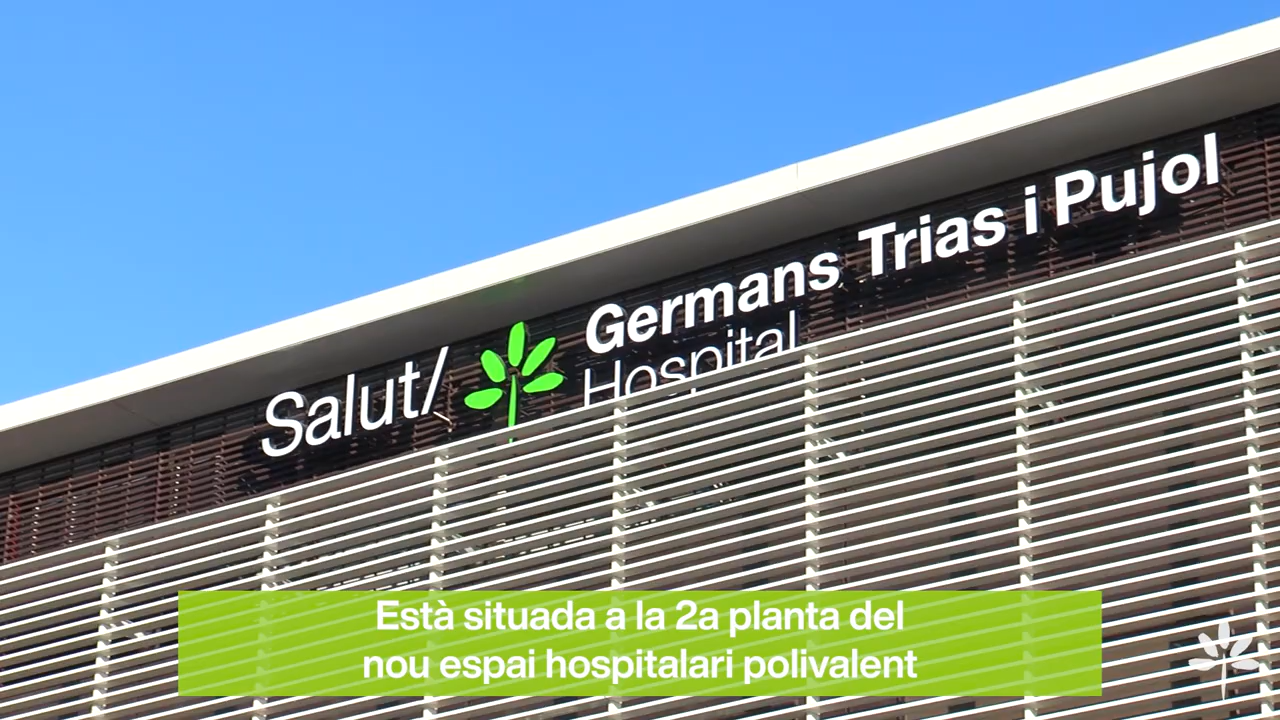 Salut/
Germans Trias i Pujol
Hospital
Està situada a la 2a planta del
nou espai hospitalari polivalent